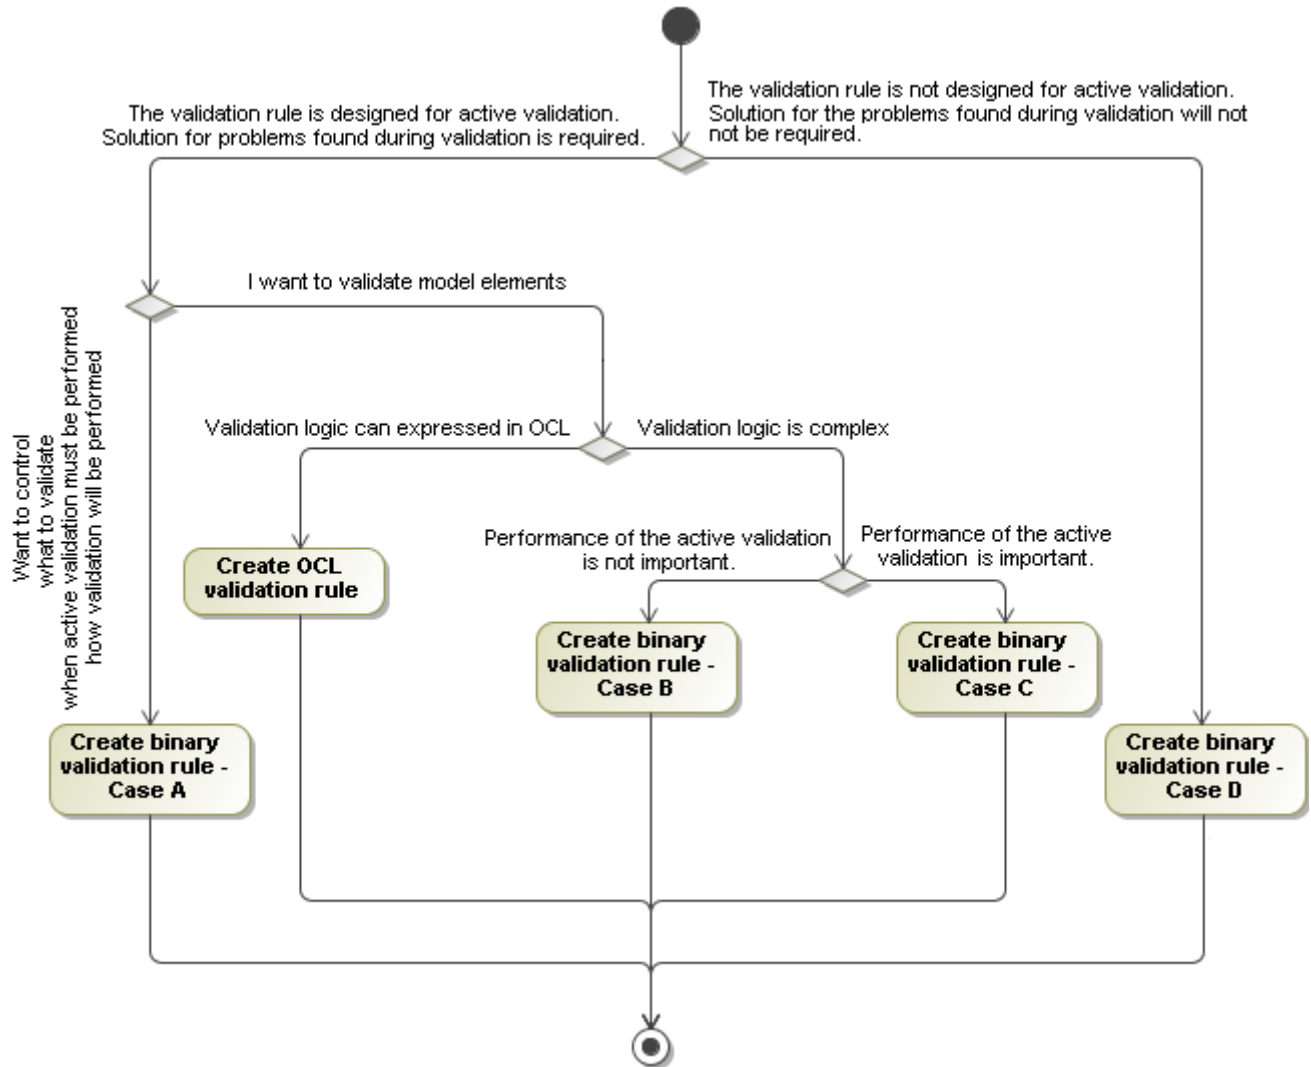 The validation rule is designed for active validation.
Solution for problems found during validation is required.
The validation rule is not designed for active validation.
Solution for the problems found during validation will not
not be required.
I want to validate model elements
Want to control
what to validate
when active validation must be performed
how validation will be performed
Validation logic can expressed in OCL
Validation logic is complex
Create OCL
validation rule
Performance of the active validation
is not important.
Performance of the active
validation is important.
Create binary
validation rule -
Case B
Create binary
validation rule -
Case C
Create binary
validation rule -
Case A
Create binary
validation rule -
Case D